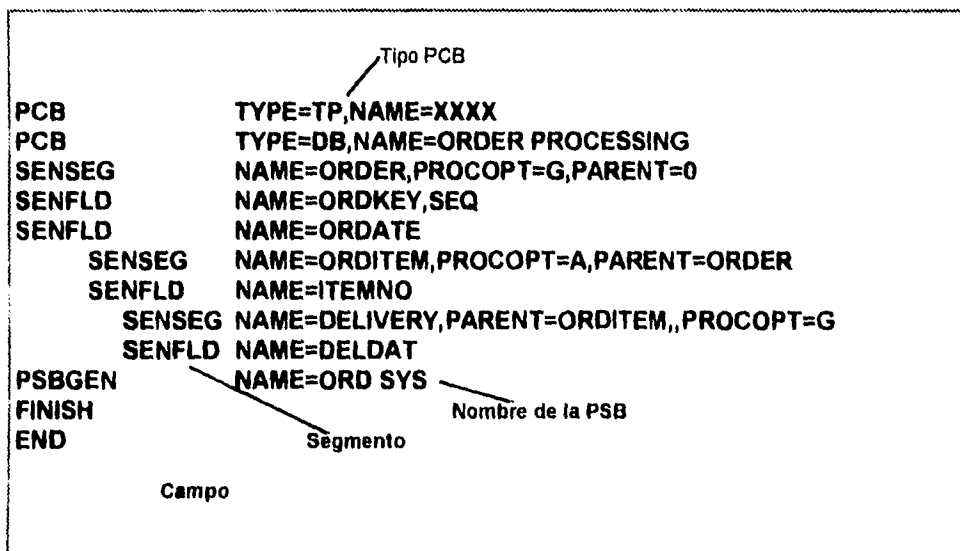 Tipo PCB
PCB TYPE=TP,NAME=XXXX
PCB TYPE=DB,NAME=ORDER PROCESSING
SENSEG NAME=ORDER,PROCOPT=G,PARENT=0
SENFLD NAME=ORDKEY,SEQ
SENFLD NAME=ORDATE
SENSEG NAME=ORDITEM,PROCOPT=A,PARENT=ORDER
SENFLD NAME=ITEMNO
SENSEG NAME=DELIVERY,PARENT=ORDITEM,,PROCOPT=G
SENFLD NAME=DELDAT
PSBGEN NAME=ORD SYS
FINISH Nombre de la PSB
END Segmento
Campo